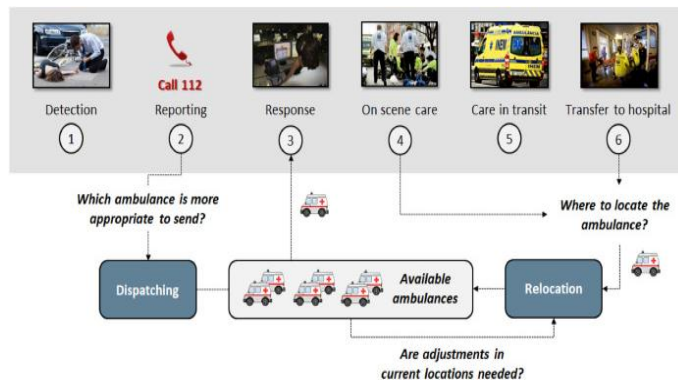 Call 112
Detection
Reporting
Response
On scene care
Care in transit
Transfer to hospital
1
2
3
4
5
6
Which ambulance is more
appropriate to send?
Where to locate the
ambulance?
Dispatching
Available
ambulances
Relocation
Are adjustments in
current locations needed?